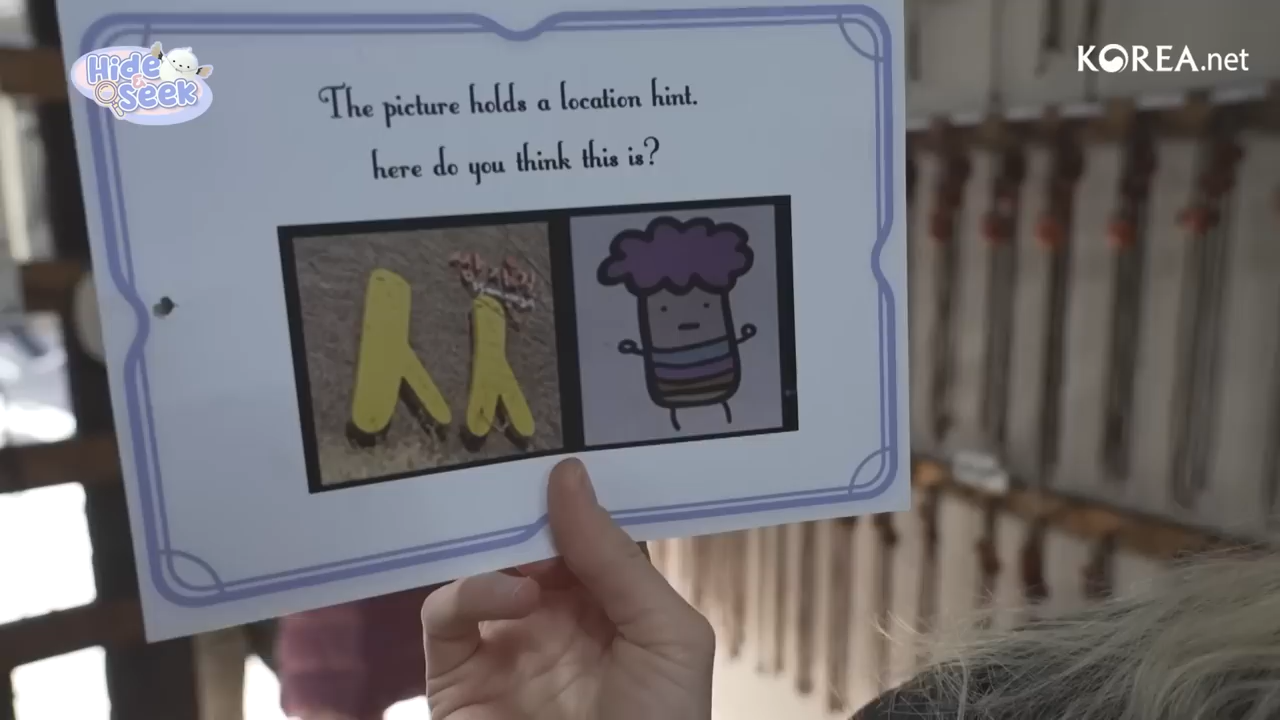 Hide
&
Seek
KOREA.net
The picture holds a location hint.
here do you think this is?